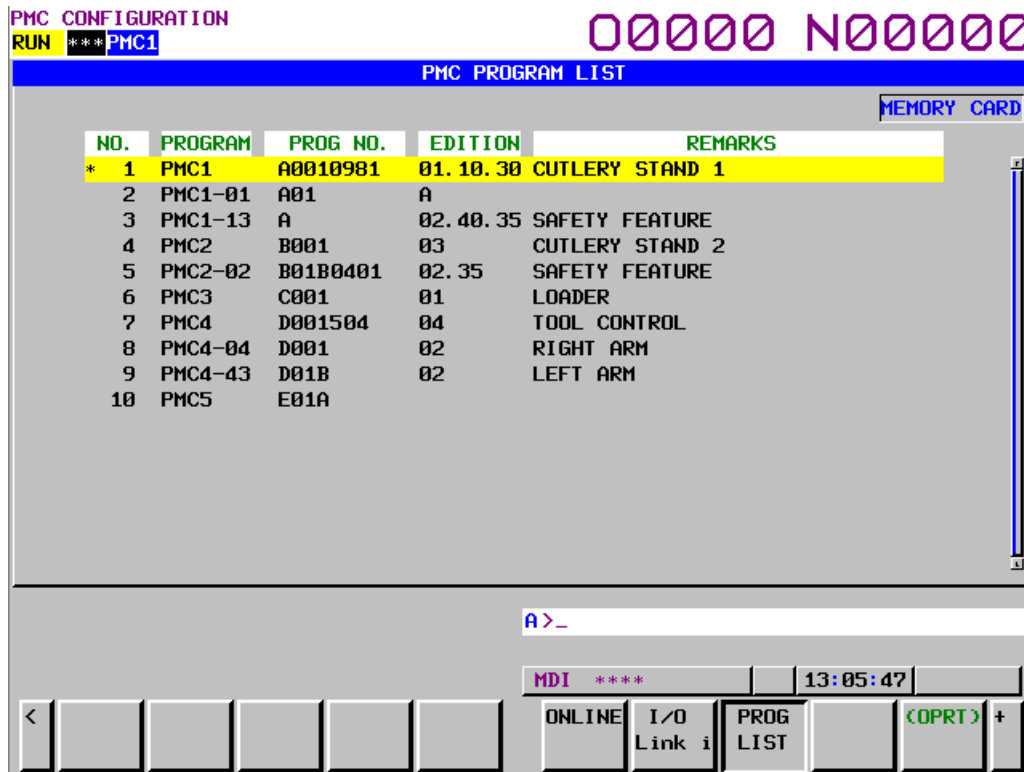 PMC CONFIGURATION
RUN ***PMC1
O0000 N00000
PMC PROGRAM LIST
MEMORY CARD
NO. PROGRAM PROG NO. EDITION REMARKS
* 1 PMC1 A0010981 01.10.30 CUTLERY STAND 1
2 PMC1-01 A01 A
3 PMC1-13 A 02.40.35 SAFETY FEATURE
4 PMC2 B001 03 CUTLERY STAND 2
5 PMC2-02 B01B0401 02.35 SAFETY FEATURE
6 PMC3 C001 01 LOADER
7 PMC4 D001504 04 TOOL CONTROL
8 PMC4-04 D001 02 RIGHT ARM
9 PMC4-43 D01B 02 LEFT ARM
10 PMC5 E01A
A>_
MDI **** 13:05:47
< ONLINE I/O Link i PROG LIST (OPRT) +